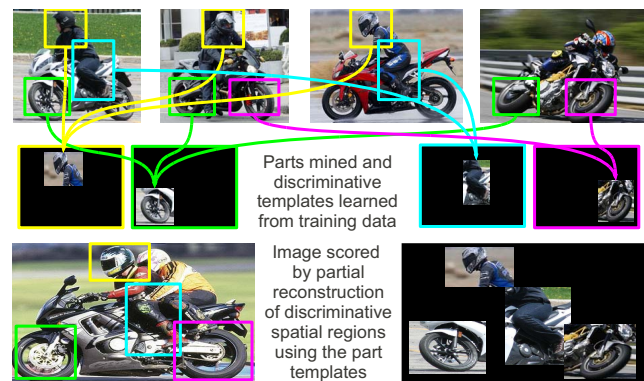 Parts mined and
discriminative
templates learned
from training data
Image scored
by partial
reconstruction
of discriminative
spatial regions
using the part
templates